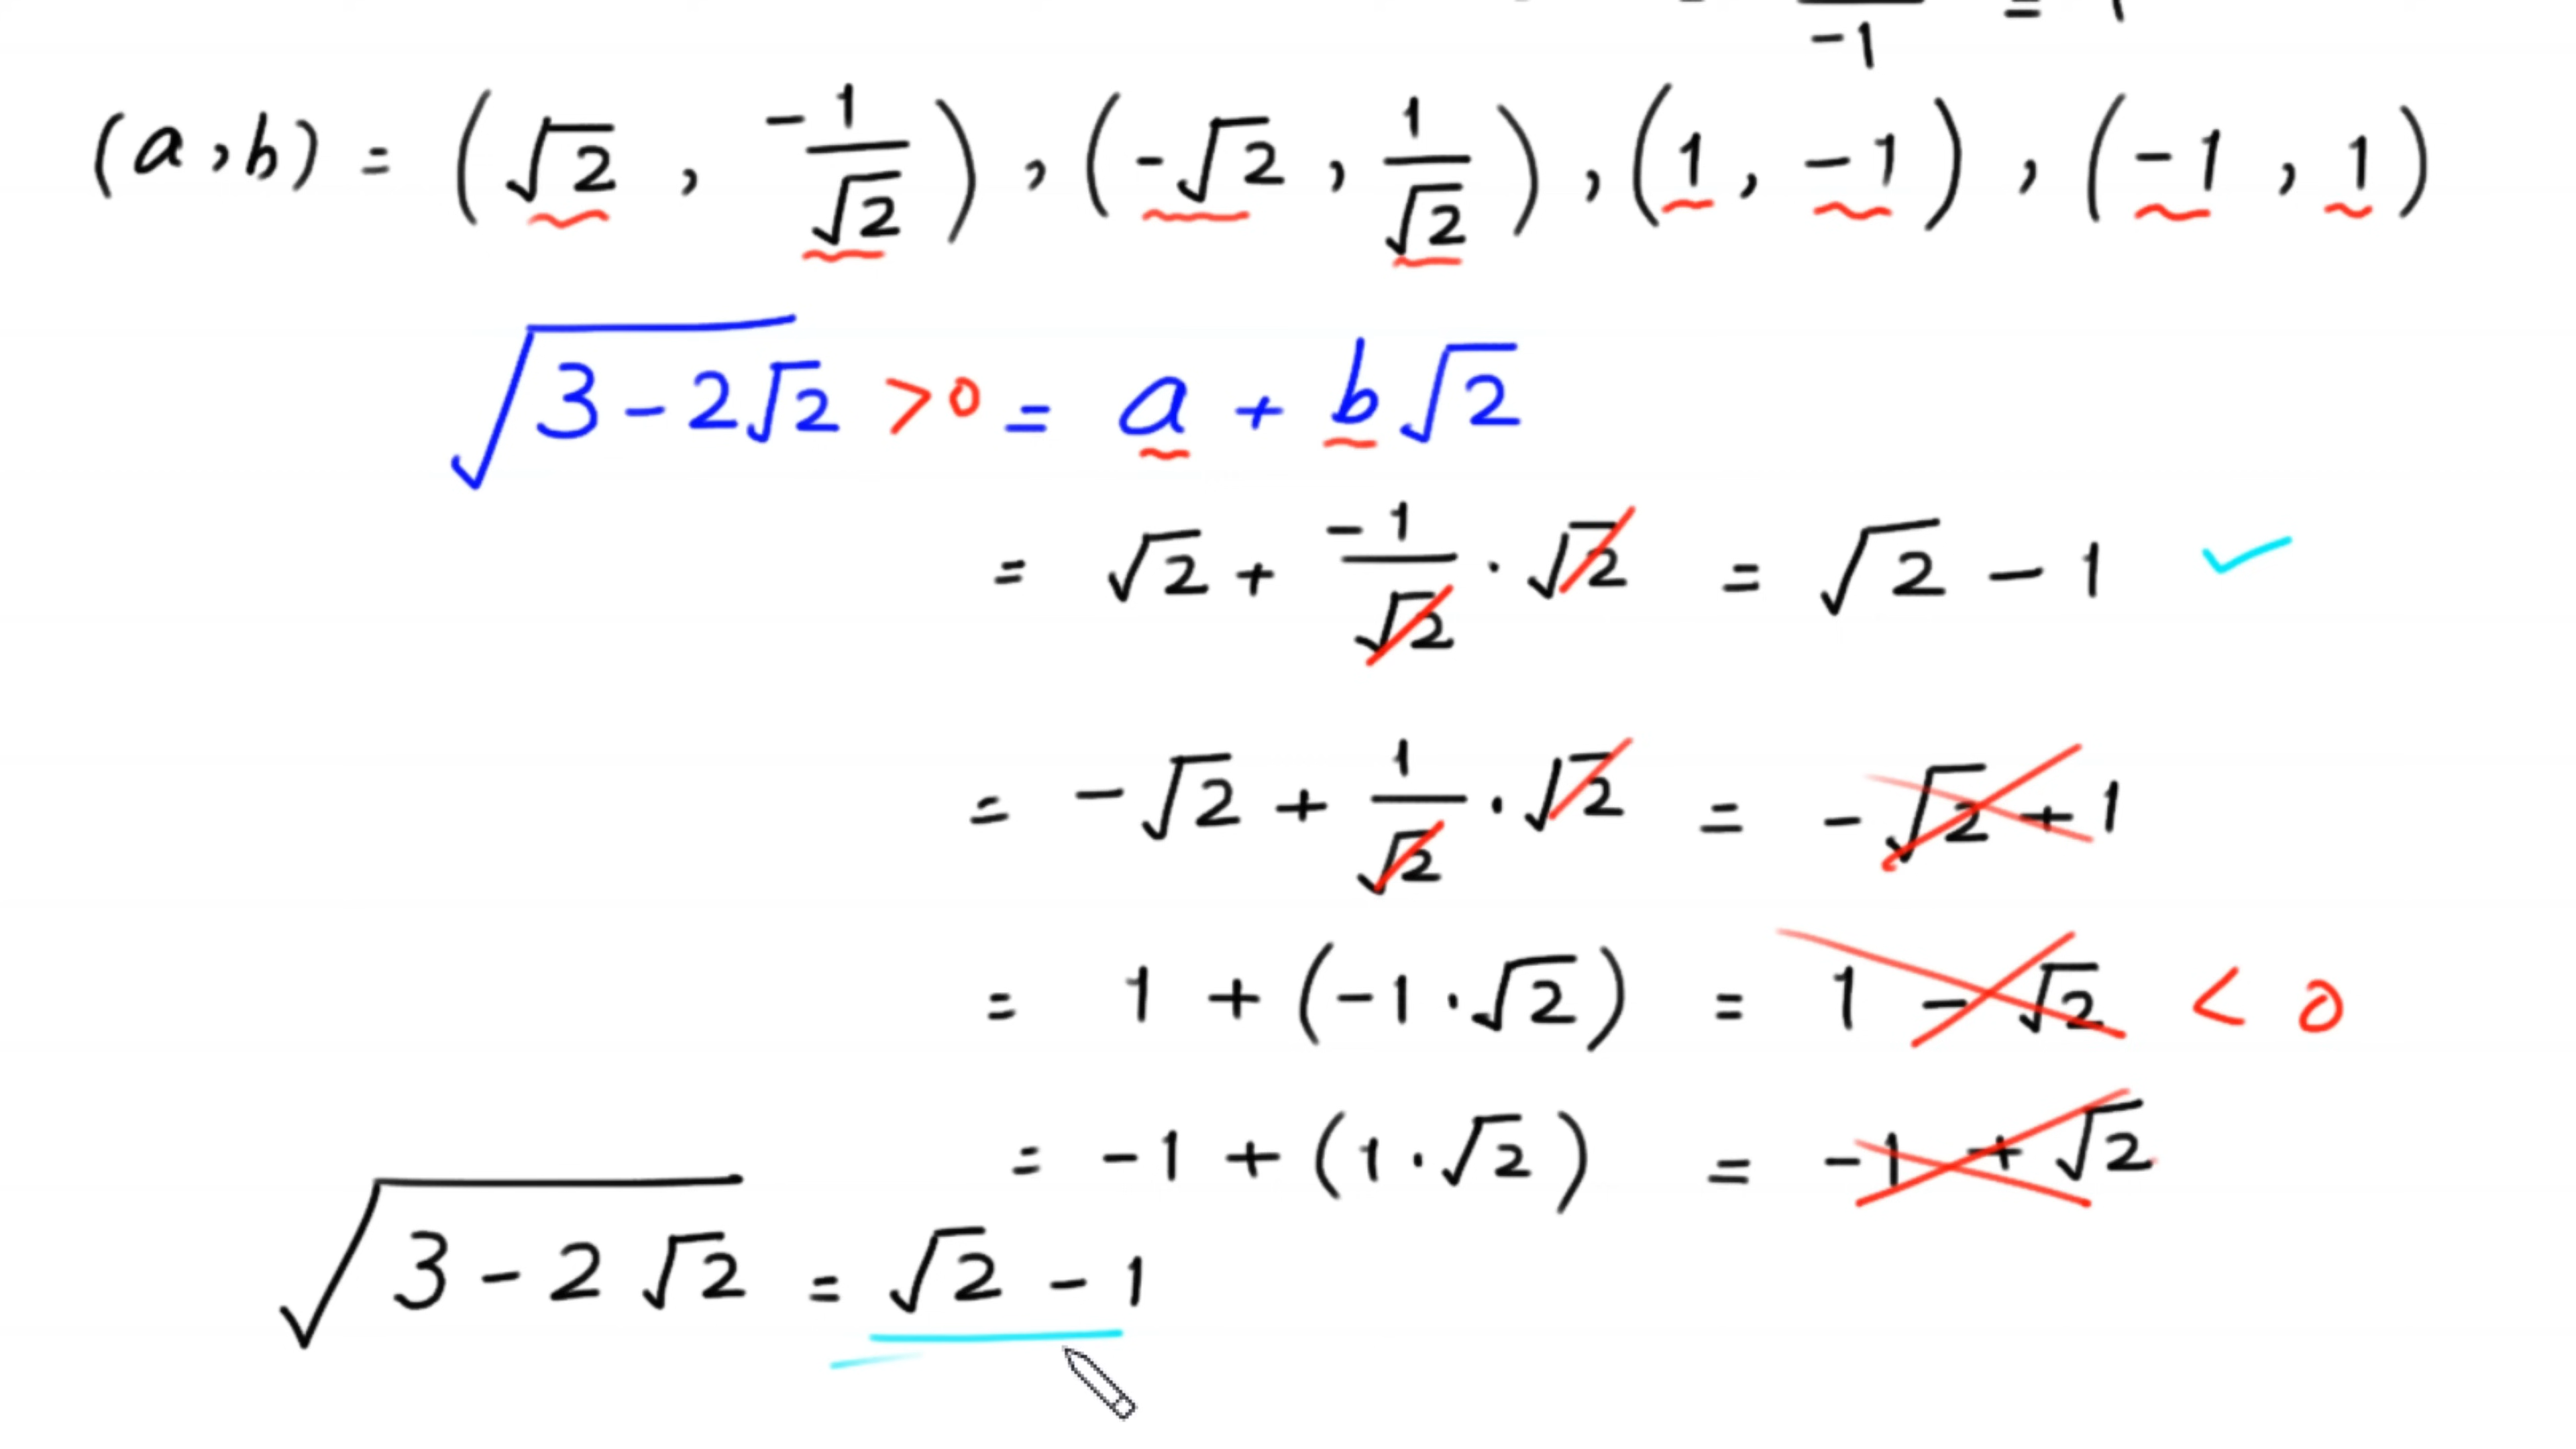 -1 =
(a,b) = (√2, -1/√2), (-√2, 1/√2), (1, -1), (-1, 1)
√(3-2√2) >0 = a + b√2
= √2 + -1/√2 · √2 = √2 - 1 ✓
= -√2 + 1/√2 · √2 = -√2 + 1
= 1 + (-1·√2) = 1 - √2 < 0
= -1 + (1·√2) = -1 + √2
√(3-2√2) = √2 - 1